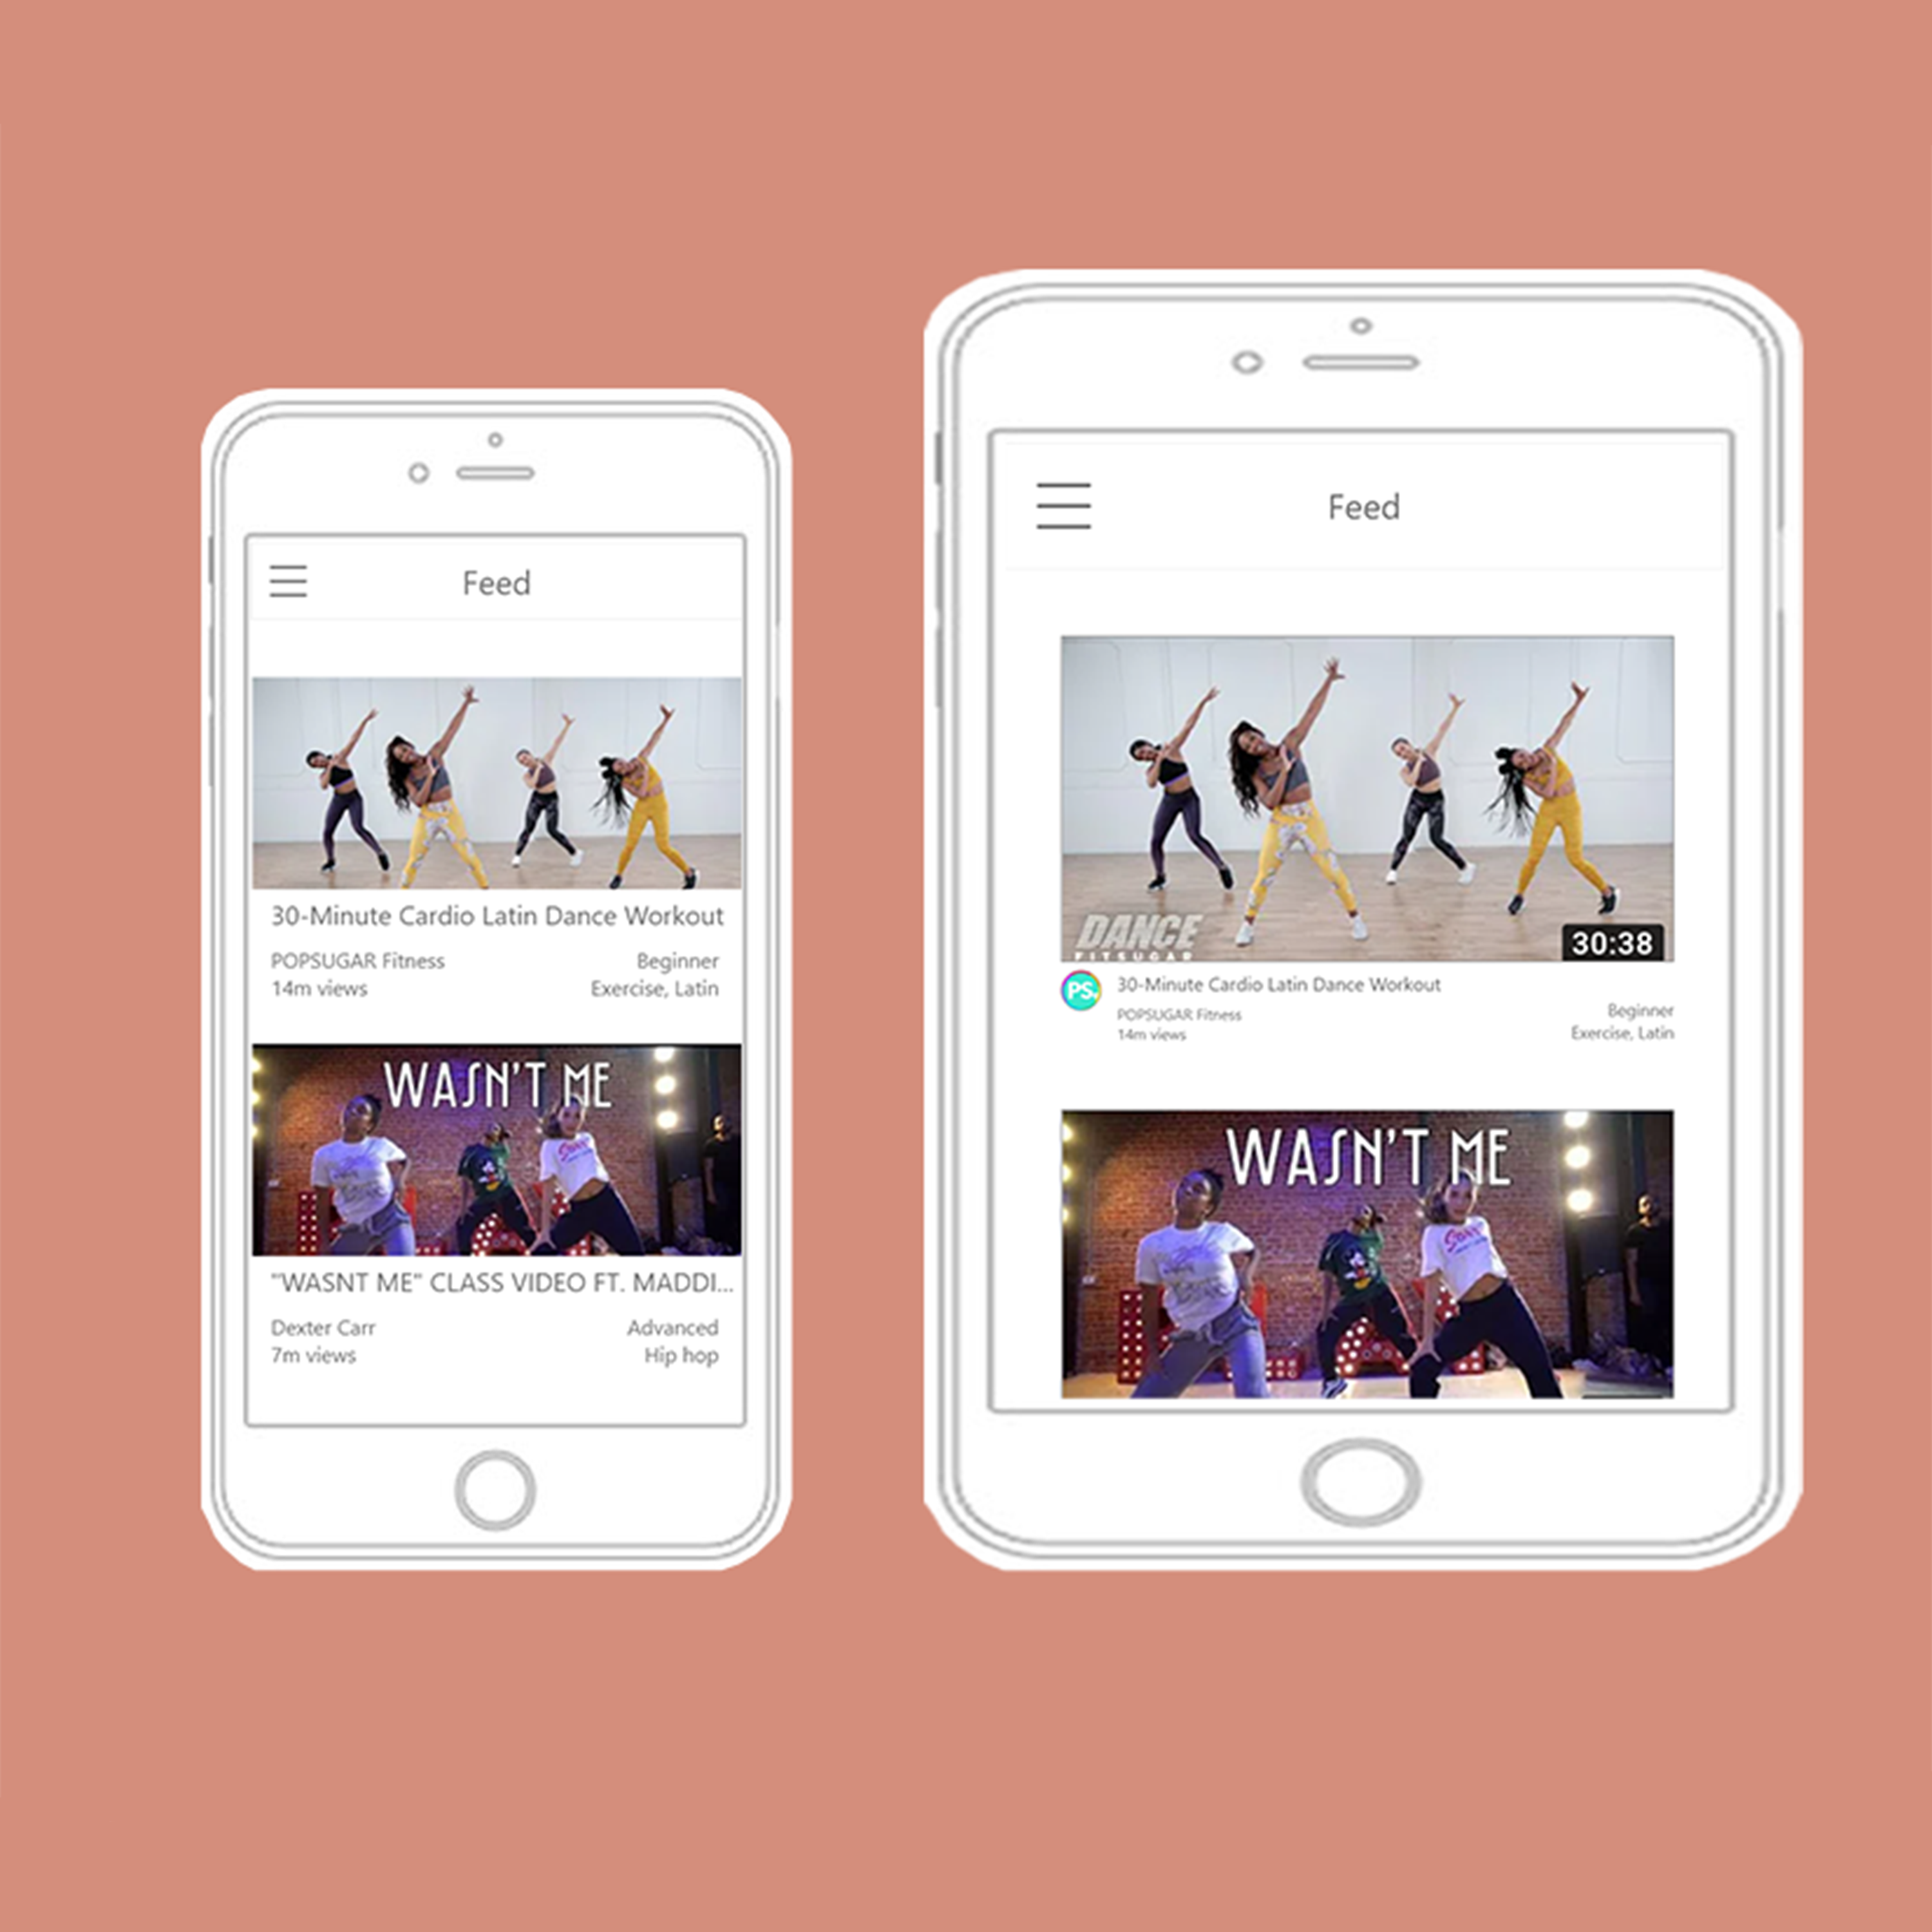 Feed
30-Minute Cardio Latin Dance Workout
POPSUGAR Fitness
Beginner
14m views
Exercise, Latin
WASN'T ME
"WASNT ME" CLASS VIDEO FT. MADDI...
Dexter Carr
Advanced
7m views
Hip hop
Feed
DANCE
FITSUGAR
30:38
PS.
30-Minute Cardio Latin Dance Workout
POPSUGAR Fitness
Beginner
14m views
Exercise, Latin
WASN'T ME